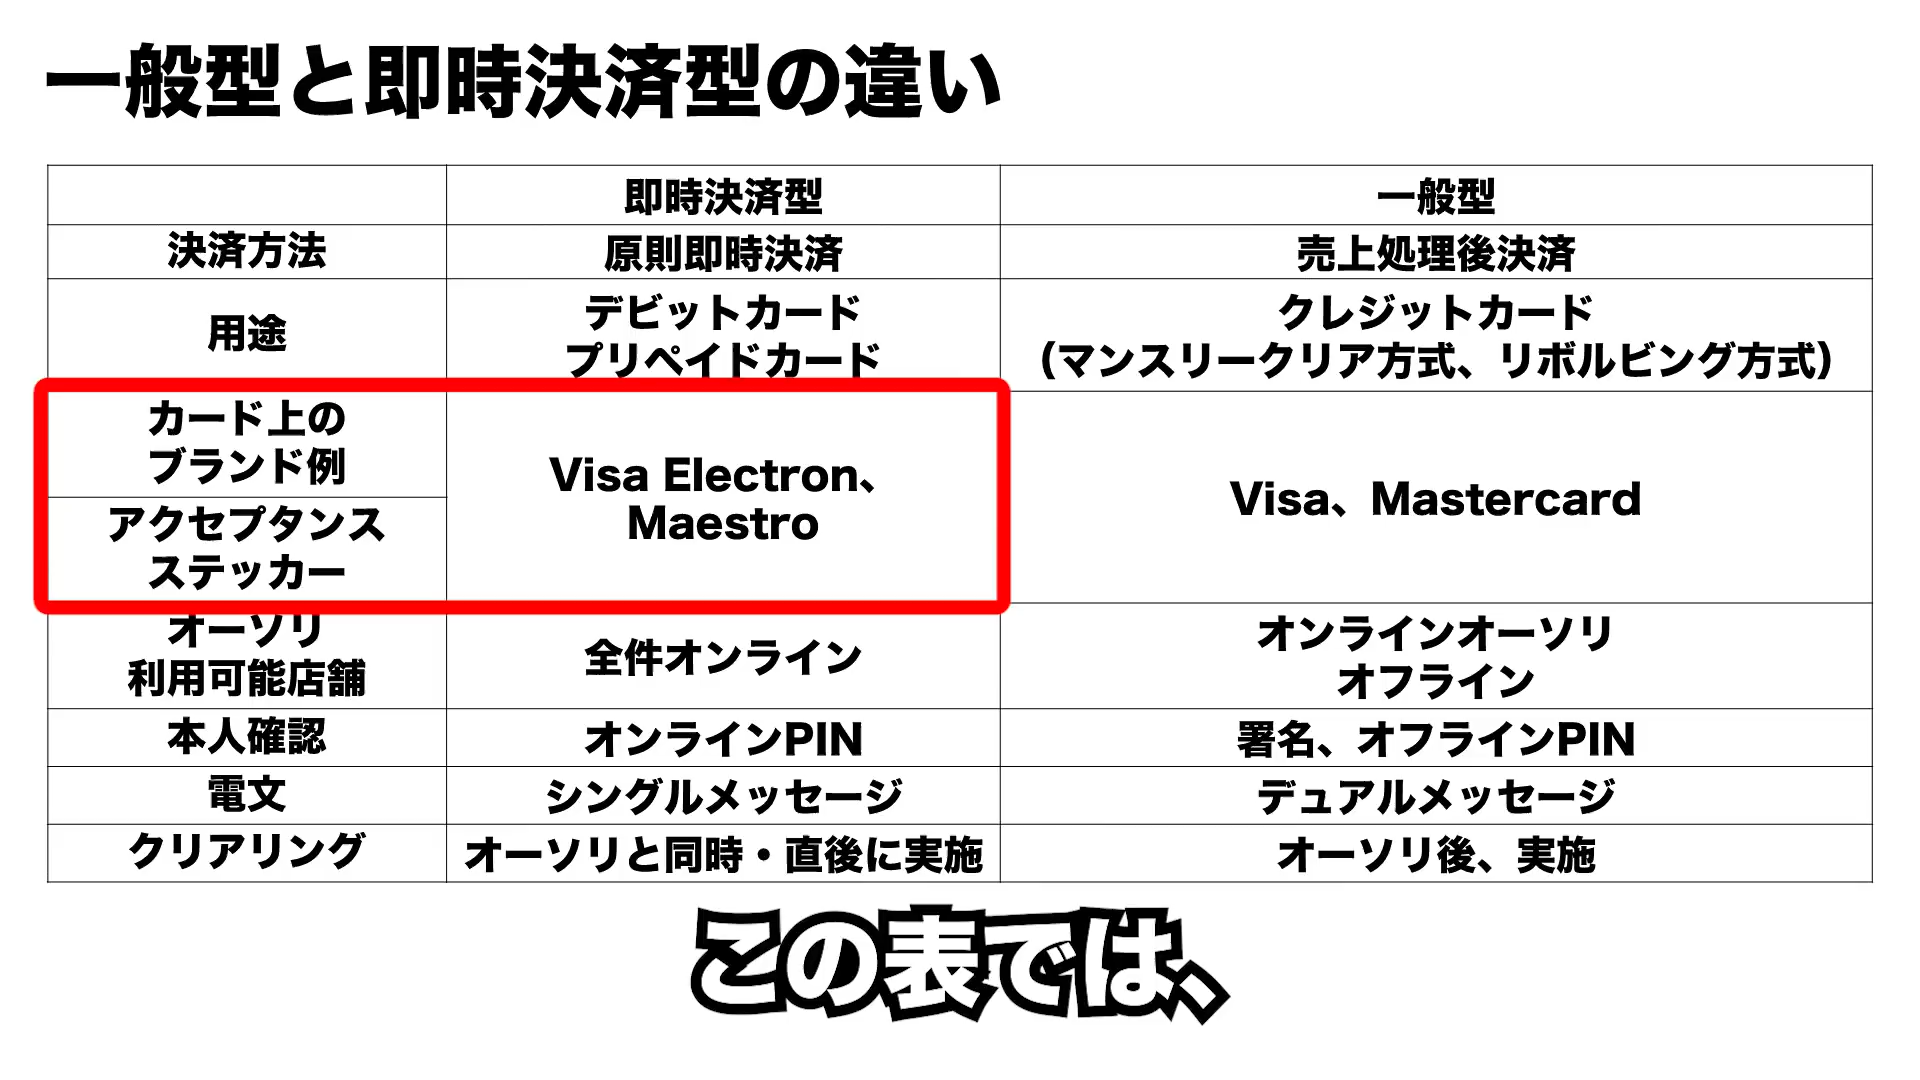 一般型と即時決済型の違い
即時決済型
一般型
決済方法
原則即時決済
売上処理後決済
用途
デビットカード
プリペイドカード
クレジットカード
（マンスリークリア方式、リボルビング方式）
カード上の
ブランド例
アクセプタンス
ステッカー
Visa Electron、
Maestro
Visa、Mastercard
オーソリ
利用可能店舗
全件オンライン
オンラインオーソリ
オフライン
本人確認
オンラインPIN
署名、オフラインPIN
電文
シングルメッセージ
デュアルメッセージ
クリアリング
オーソリと同時・直後に実施
オーソリ後、実施
この表では、